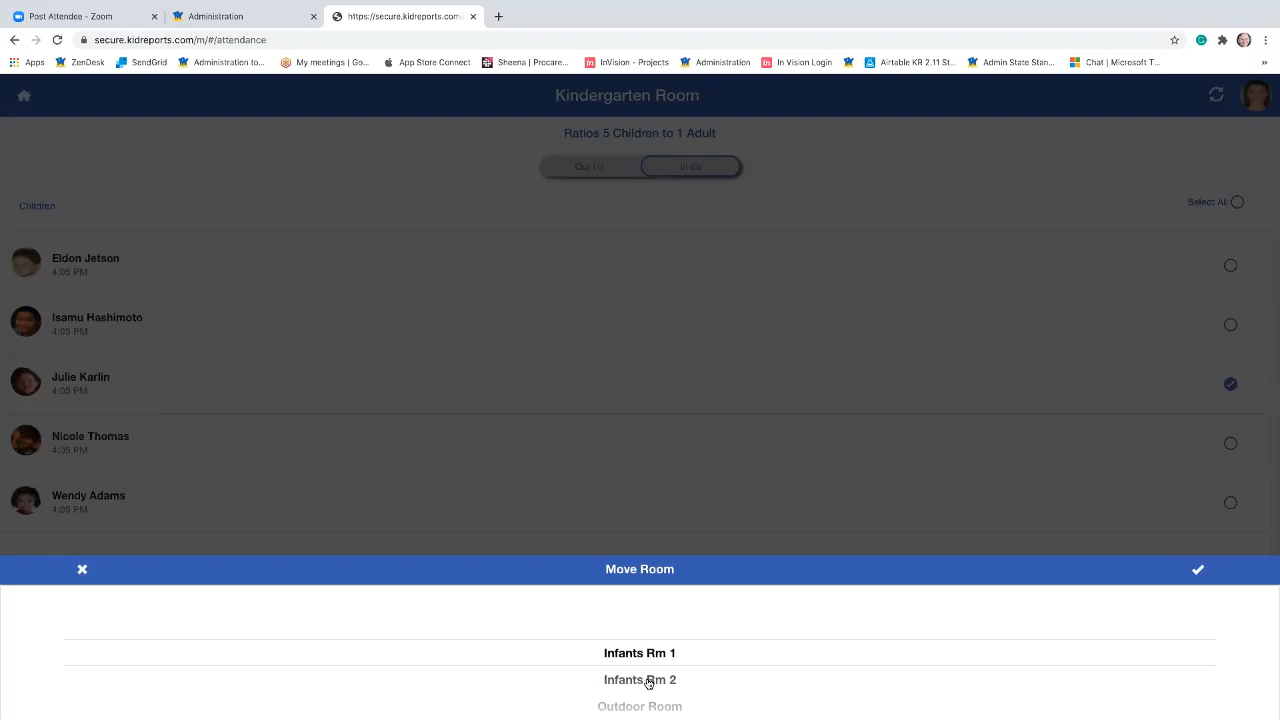 Post Attendee - Zoom
Administration
https://secure.kidreports.com/
secure.kidreports.com/m/#/attendance
Apps
ZenDesk
SendGrid
Administration to...
My meetings | Go...
App Store Connect
Sheena | Procare...
InVision - Projects
Administration
In Vision Login
Airtable KR 2.11 St...
Admin State Stan...
Chat | Microsoft T...
»
Kindergarten Room
Ratios 5 Children to 1 Adult
Out (1)
In (5)
Children
Select All
Eldon Jetson
4:05 PM
Isamu Hashimoto
4:05 PM
Julie Karlin
4:05 PM
Nicole Thomas
4:05 PM
Wendy Adams
4:05 PM
Move Room
Infants Rm 1
Infants Rm 2
Outdoor Room